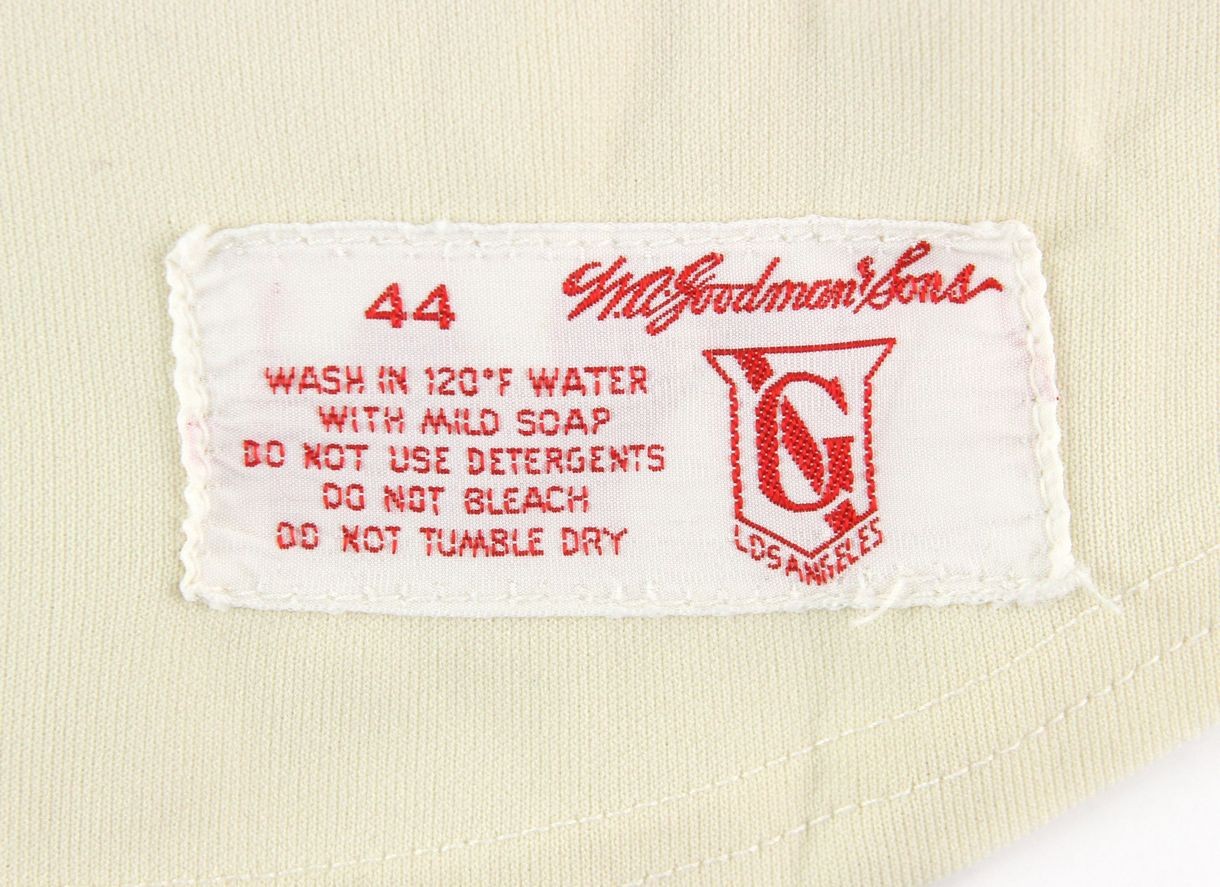 44
W.C. Goodman & Sons
WASH IN 120°F WATER
WITH MILD SOAP
DO NOT USE DETERGENTS
DO NOT BLEACH
DO NOT TUMBLE DRY
G
LOS ANGELES